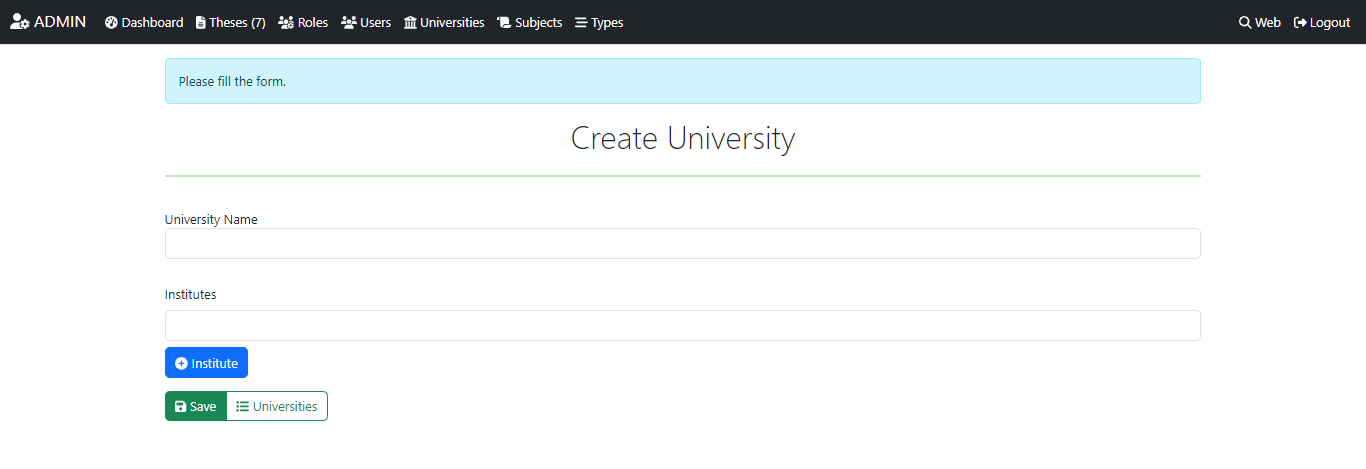 ADMIN Dashboard Theses (7) Roles Users Universities Subjects Types Web Logout
Please fill the form.
Create University
University Name
Institutes
Institute
Save Universities